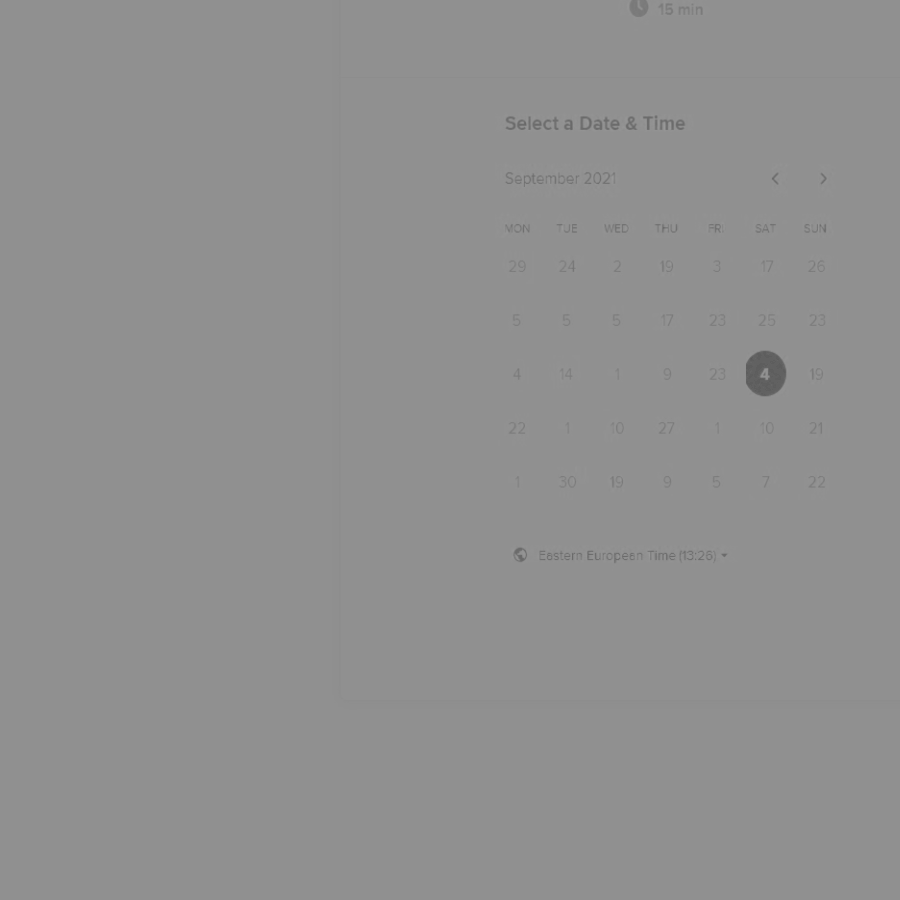 15 min
Select a Date & Time
September 2021
MON TUE WED THU FRI SAT SUN
29 24 2 19 3 17 26
5 5 5 17 23 25 23
4 14 1 9 23 4 19
22 1 10 27 1 10 21
1 30 19 9 5 7 22
Eastern European Time (13:26)